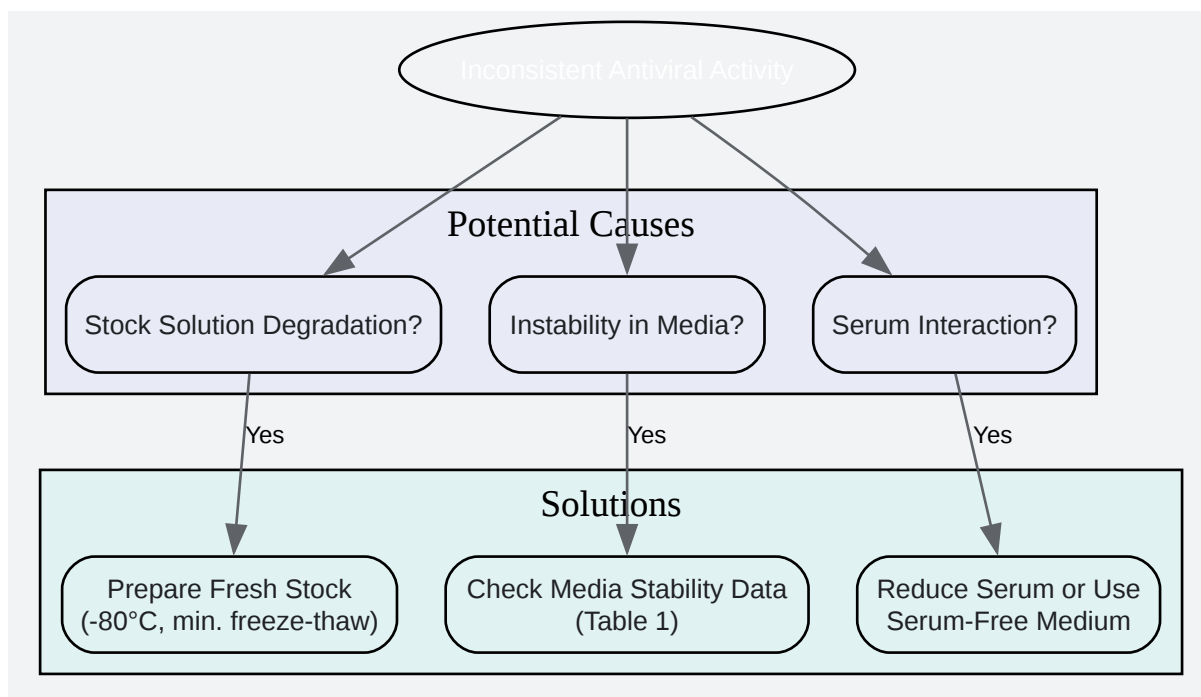 Inconsistent Antiviral Activity
Potential Causes
Stock Solution Degradation?
Instability in Media?
Serum Interaction?
Yes
Yes
Yes
Solutions
Prepare Fresh Stock
(-80°C, min. freeze-thaw)
Check Media Stability Data
(Table 1)
Reduce Serum or Use
Serum-Free Medium